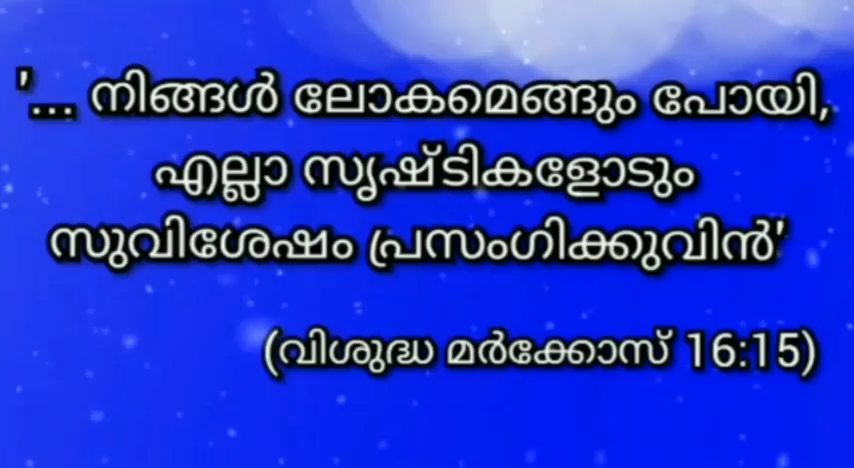 '... നിങ്ങൾ ലോകമെങ്ങും പോയി,
എല്ലാ സൃഷ്ടികളോടും
സുവിശേഷം പ്രസംഗിക്കുവിൻ'
(വിശുദ്ധ മർക്കോസ് 16:15)